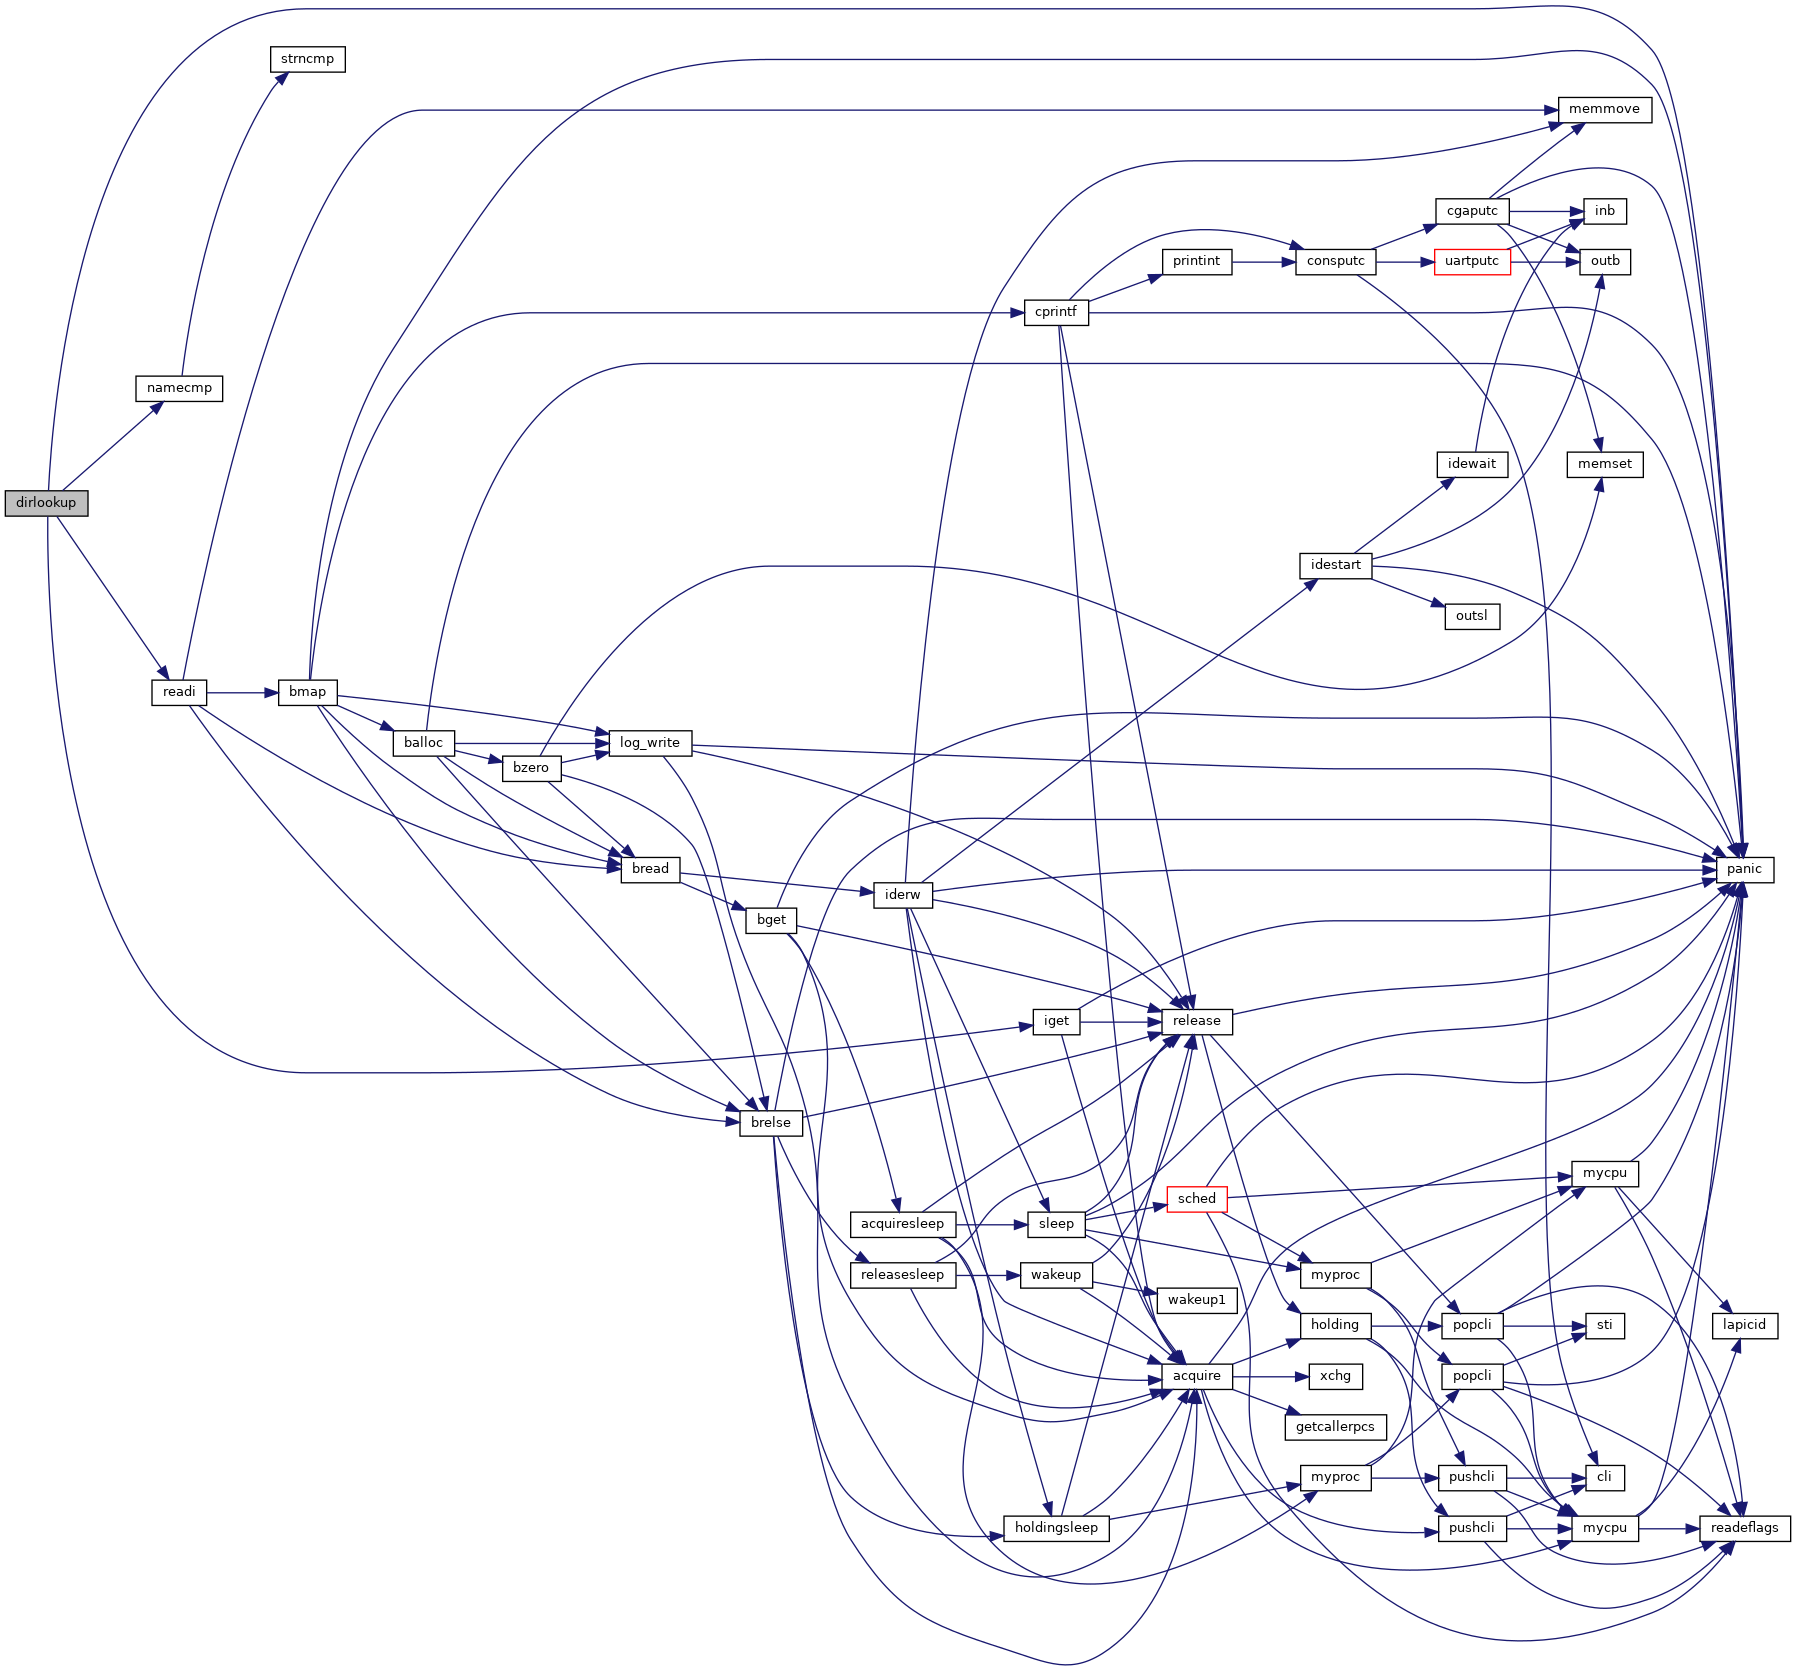 strncmp
memmove
cgaputc
inb
printint
consputc
uartputc
outb
cprintf
namecmp
idewait
memset
dirlookup
idestart
outsl
readi
bmap
balloc
log_write
bzero
bread
panic
iderw
bget
iget
release
brelse
mycpu
sched
acquiresleep
sleep
releasesleep
wakeup
myproc
wakeup1
holding
popcli
sti
lapicid
acquire
xchg
popcli
getcallerpcs
myproc
pushcli
cli
holdingsleep
pushcli
mycpu
readeflags